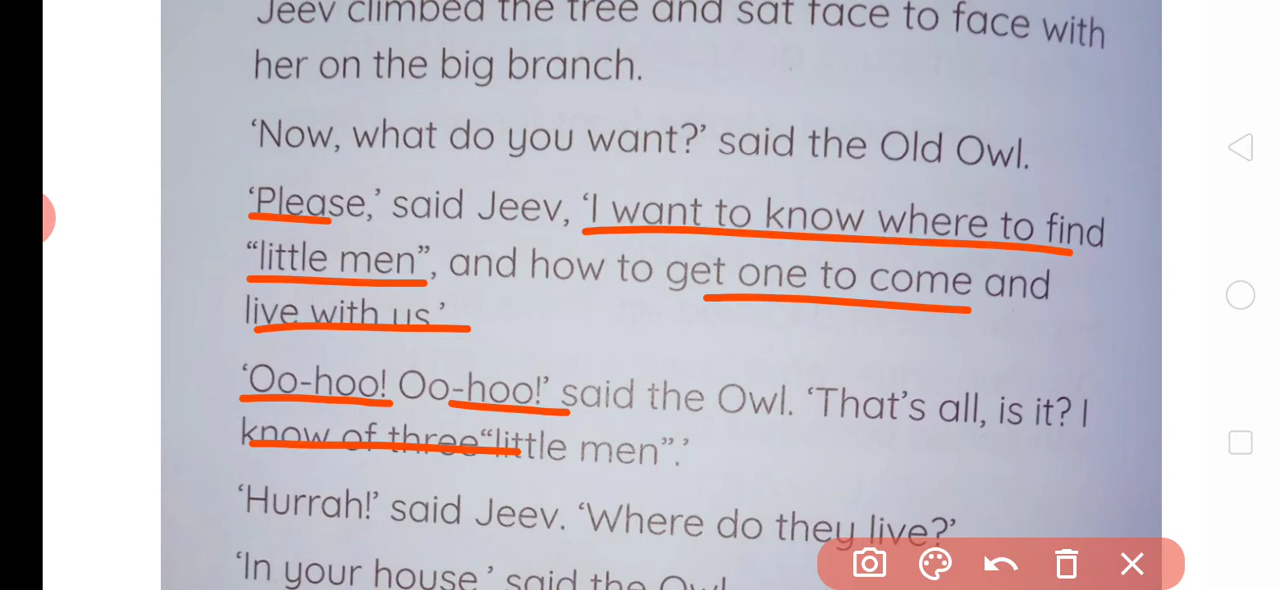 Jeev climbed the tree and sat face to face with
her on the big branch.
‘Now, what do you want?’ said the Old Owl.
‘Please,’ said Jeev, ‘I want to know where to find
“little men”, and how to get one to come and
live with us.’
‘Oo-hoo! Oo-hoo!’ said the Owl. ‘That’s all, is it? I
know of three“little men”.’
‘Hurrah!’ said Jeev. ‘Where do they live?’
‘In your house,’ said the Owl.